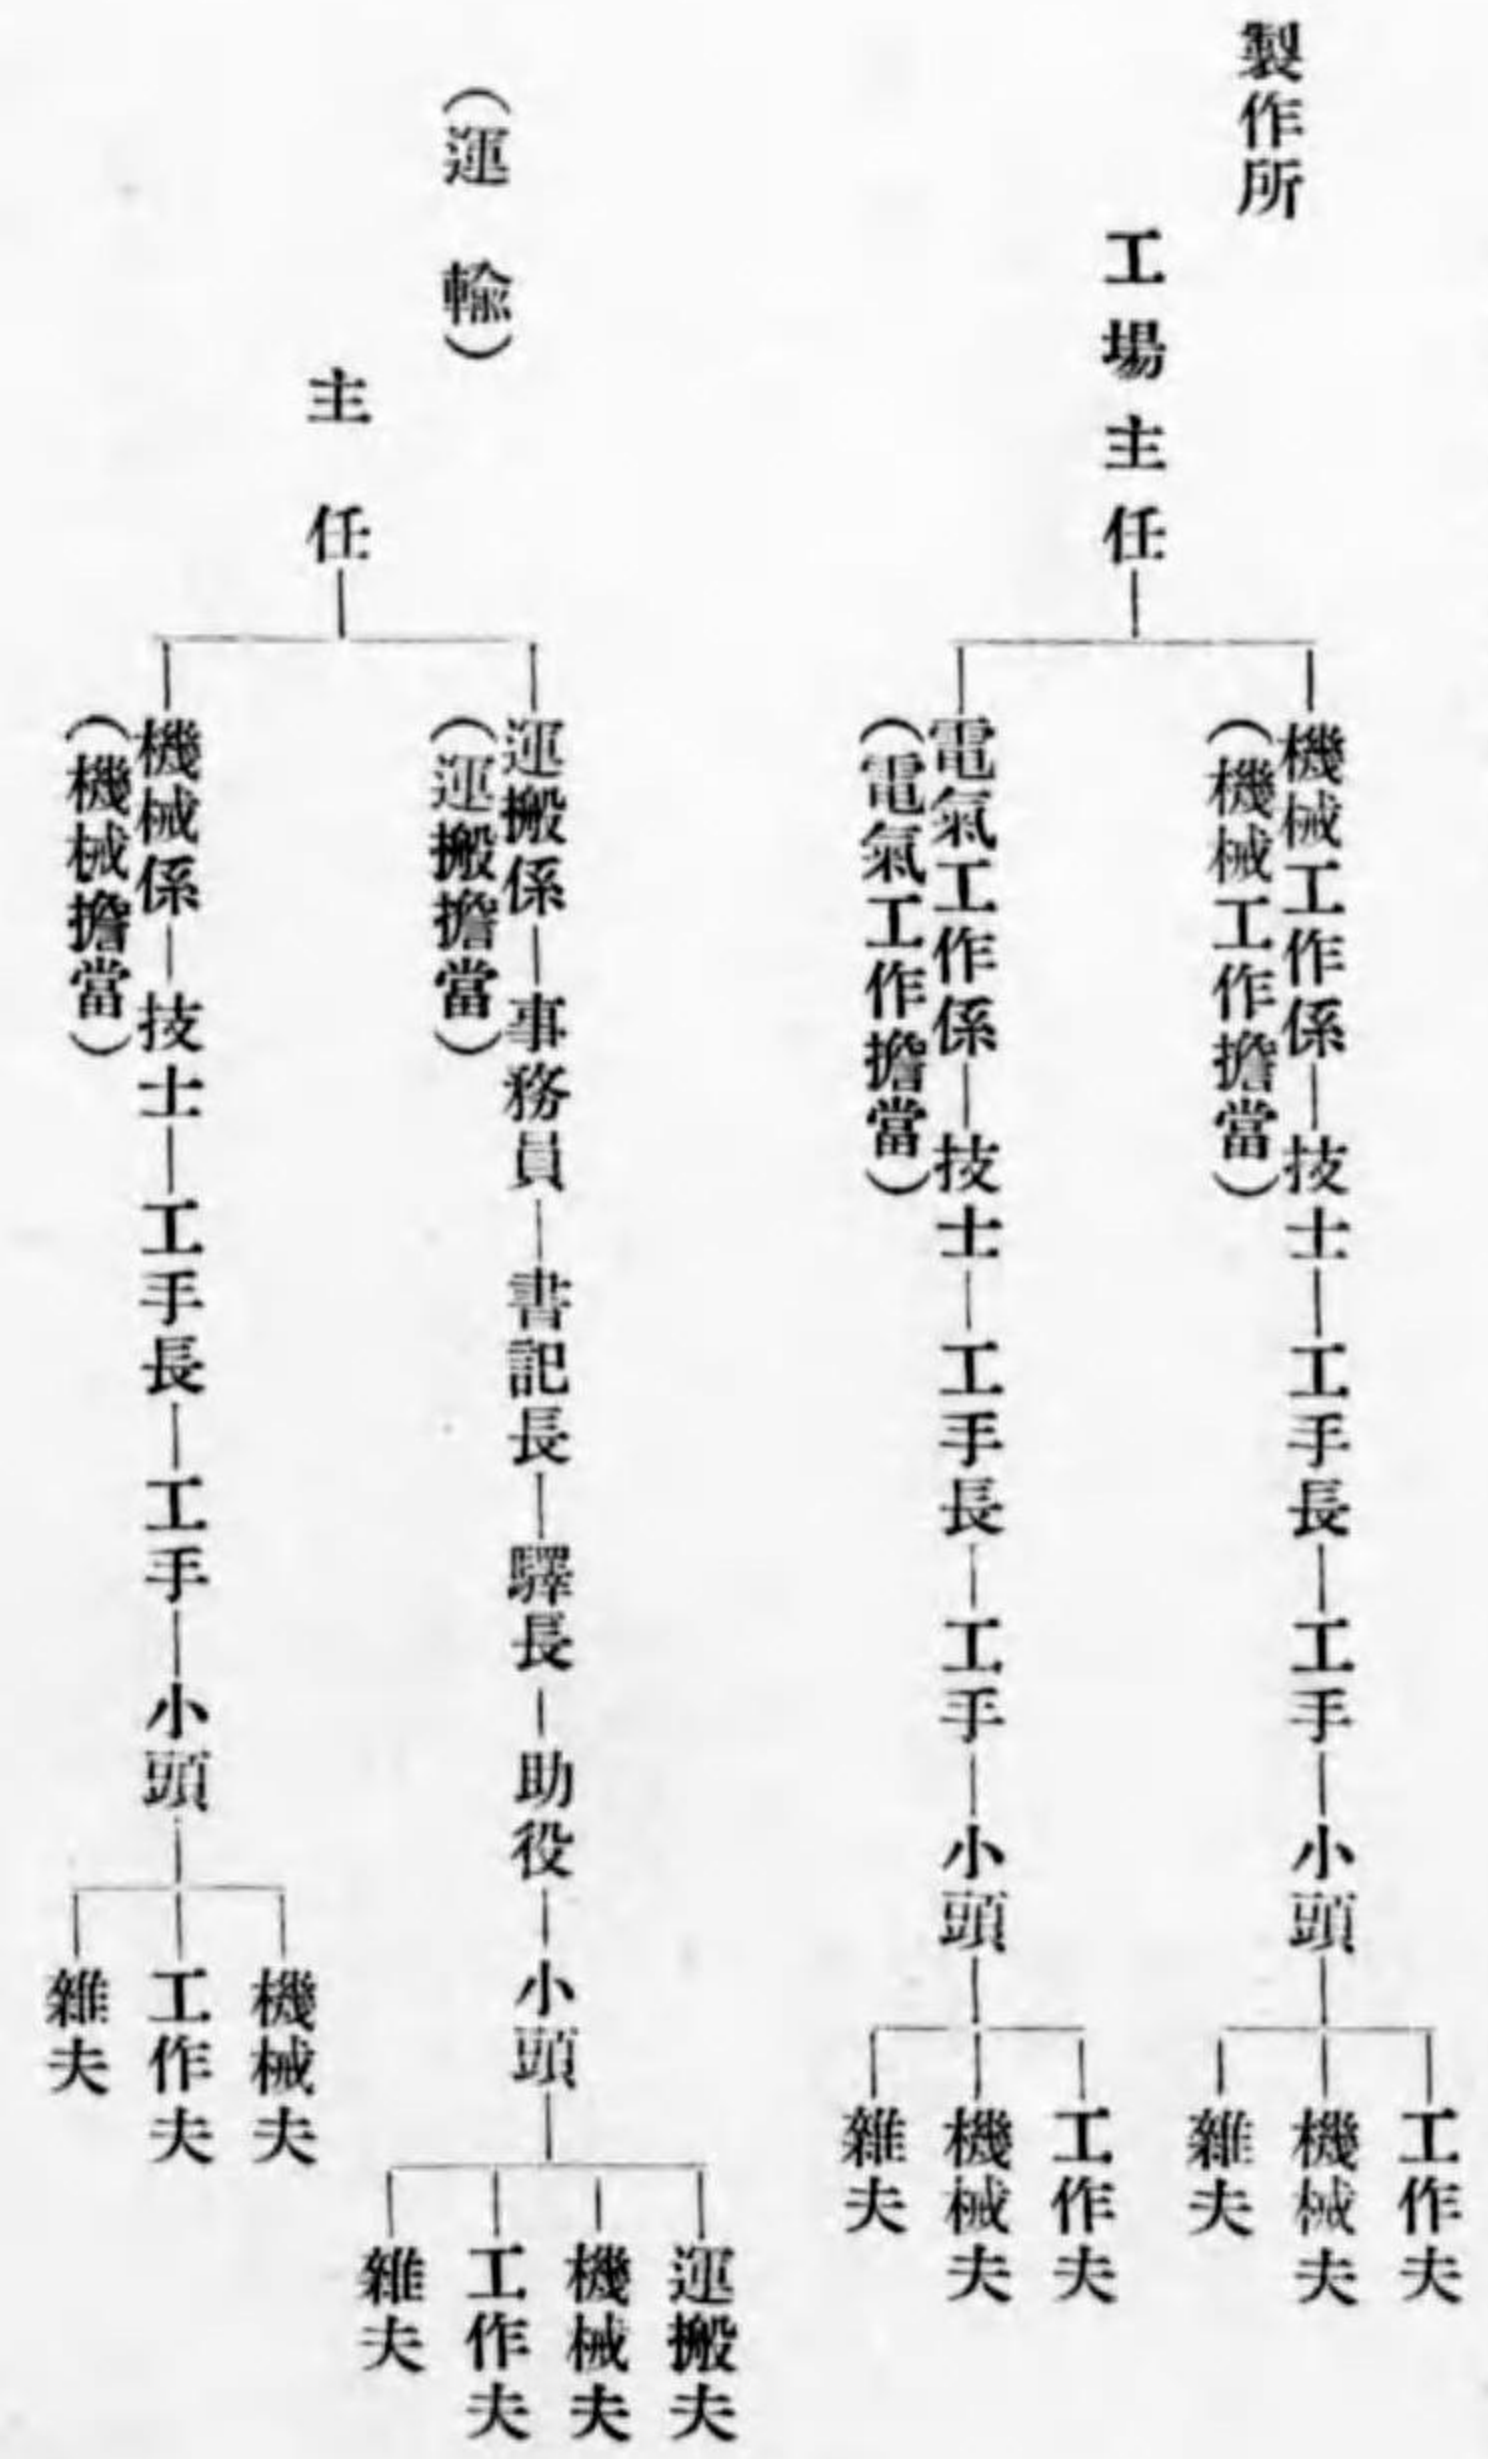 製作所
工場主任
機械工作係―技士―工手長―工手―小頭
(機械工作擔當)
工作夫
機械夫
雜夫
電氣工作係―技士―工手長―工手―小頭
(電氣工作擔當)
工作夫
機械夫
雜夫
(運輸)
主任
運搬係―事務員―書記長―驛長―助役―小頭
(運搬擔當)
運搬夫
機械夫
工作夫
雜夫
機械係―技士―工手長―工手―小頭
(機械擔當)
機械夫
工作夫
雜夫